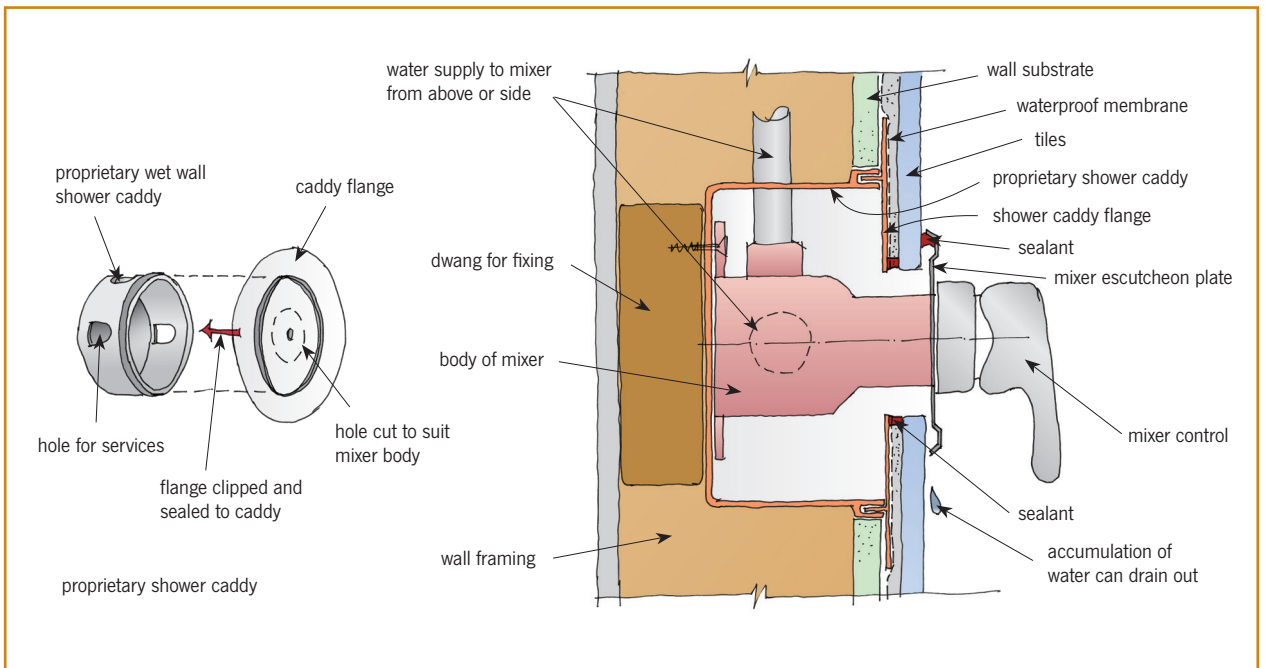 proprietary wet wall
shower caddy
caddy flange
hole for services
flange clipped and
sealed to caddy
hole cut to suit
mixer body
proprietary shower caddy
water supply to mixer
from above or side
dwang for fixing
body of mixer
wall framing
wall substrate
waterproof membrane
tiles
proprietary shower caddy
shower caddy flange
sealant
mixer escutcheon plate
mixer control
sealant
accumulation of
water can drain out